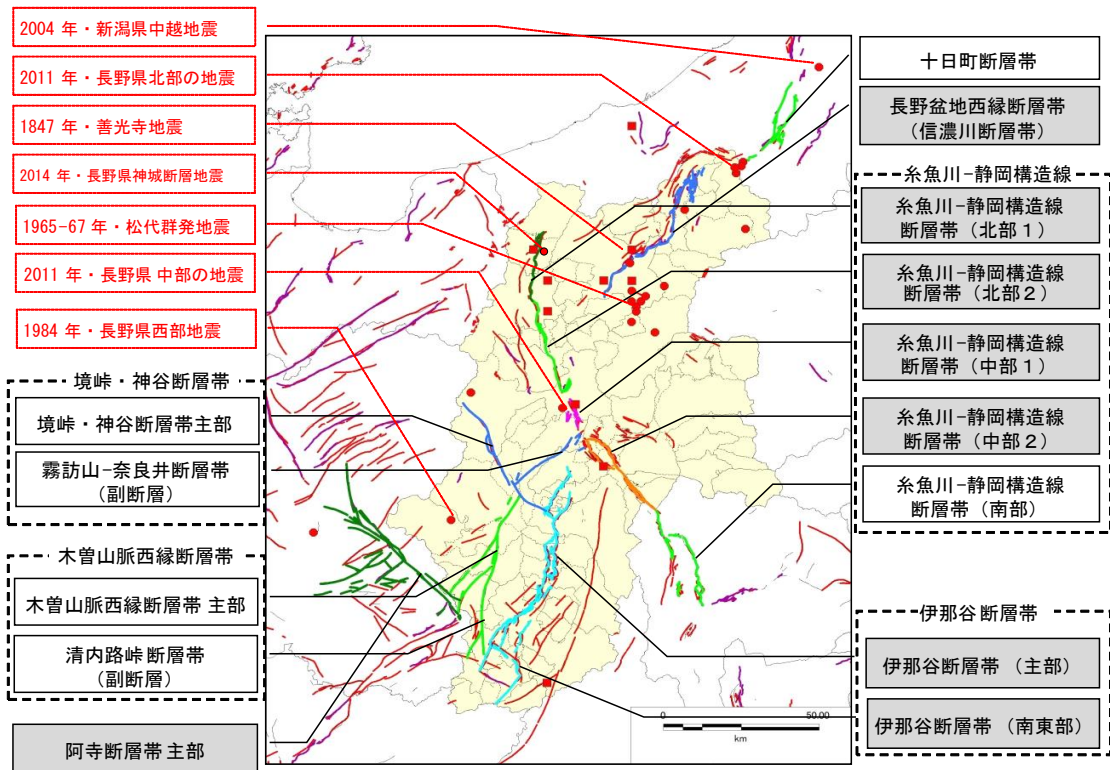 2004 年・新潟県中越地震
2011 年・長野県北部の地震
1847 年・善光寺地震
2014 年・長野県神城断層地震
1965-67 年・松代群発地震
2011 年・長野県 中部の地震
1984 年・長野県西部地震
境峠・神谷断層帯
境峠・神谷断層帯主部
霧訪山-奈良井断層帯
(副断層)
木曽山脈西縁断層帯
木曽山脈西縁断層帯 主部
清内路峠 断層帯
(副断層)
阿寺断層帯 主部
十日町断層帯
長野盆地西縁断層帯
(信濃川断層帯)
糸魚川-静岡構造線
糸魚川-静岡構造線
断層帯 (北部 1)
糸魚川-静岡構造線
断層帯 (北部 2)
糸魚川-静岡構造線
断層帯 (中部 1)
糸魚川-静岡構造線
断層帯 (中部 2)
糸魚川-静岡構造線
断層帯 (南部)
伊那谷 断層帯
伊那谷断層帯 (主部)
伊那谷断層帯 (南東部)
0 50.00
km